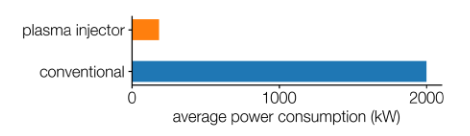 plasma injector
conventional
0 1000 2000
average power consumption (kW)